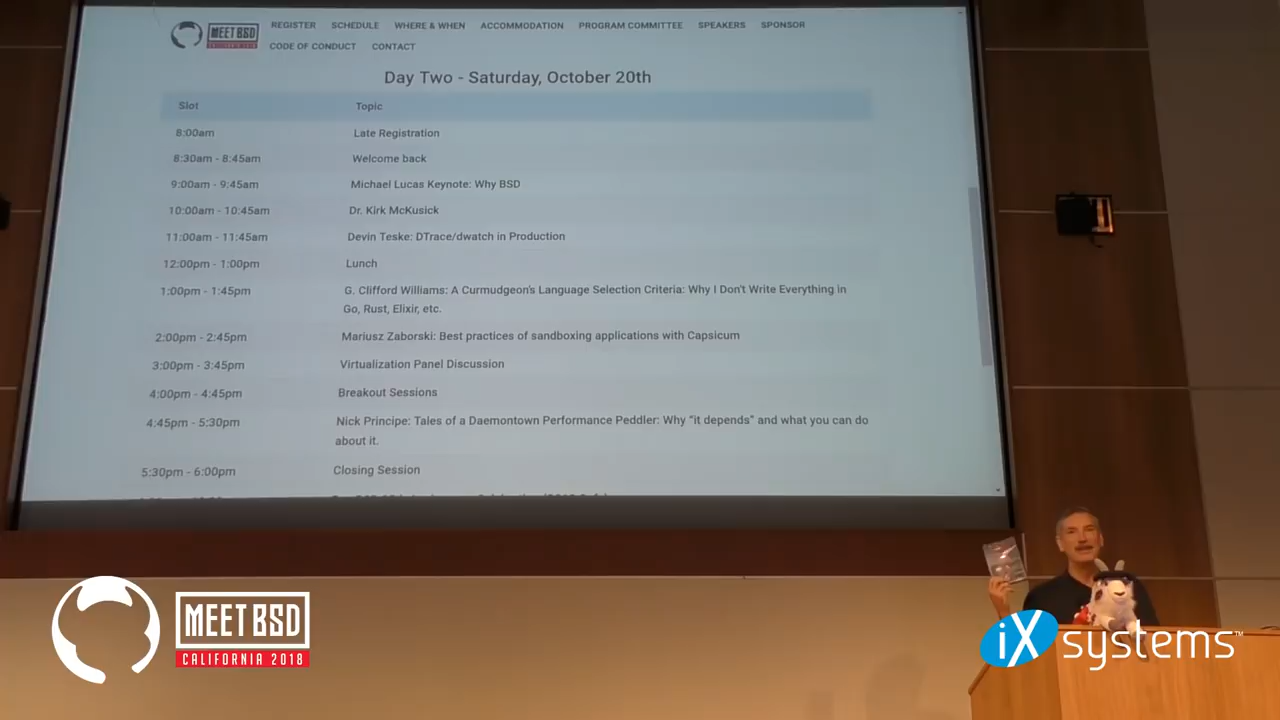 MEET BSD
CALIFORNIA 2018
REGISTER SCHEDULE WHERE & WHEN ACCOMMODATION PROGRAM COMMITTEE SPEAKERS SPONSOR
CODE OF CONDUCT CONTACT
Day Two - Saturday, October 20th
Slot Topic
8:00am Late Registration
8:30am - 8:45am Welcome back
9:00am - 9:45am Michael Lucas Keynote: Why BSD
10:00am - 10:45am Dr. Kirk McKusick
11:00am - 11:45am Devin Teske: DTrace/dwatch in Production
12:00pm - 1:00pm Lunch
1:00pm - 1:45pm G. Clifford Williams: A Curmudgeon's Language Selection Criteria: Why I Don't Write Everything in
Go, Rust, Elixir, etc.
2:00pm - 2:45pm Mariusz Zaborski: Best practices of sandboxing applications with Capsicum
3:00pm - 3:45pm Virtualization Panel Discussion
4:00pm - 4:45pm Breakout Sessions
4:45pm - 5:30pm Nick Principe: Tales of a Daemontown Performance Peddler: Why "it depends" and what you can do
about it.
5:30pm - 6:00pm Closing Session
MEET BSD
CALIFORNIA 2018
iXsystems™